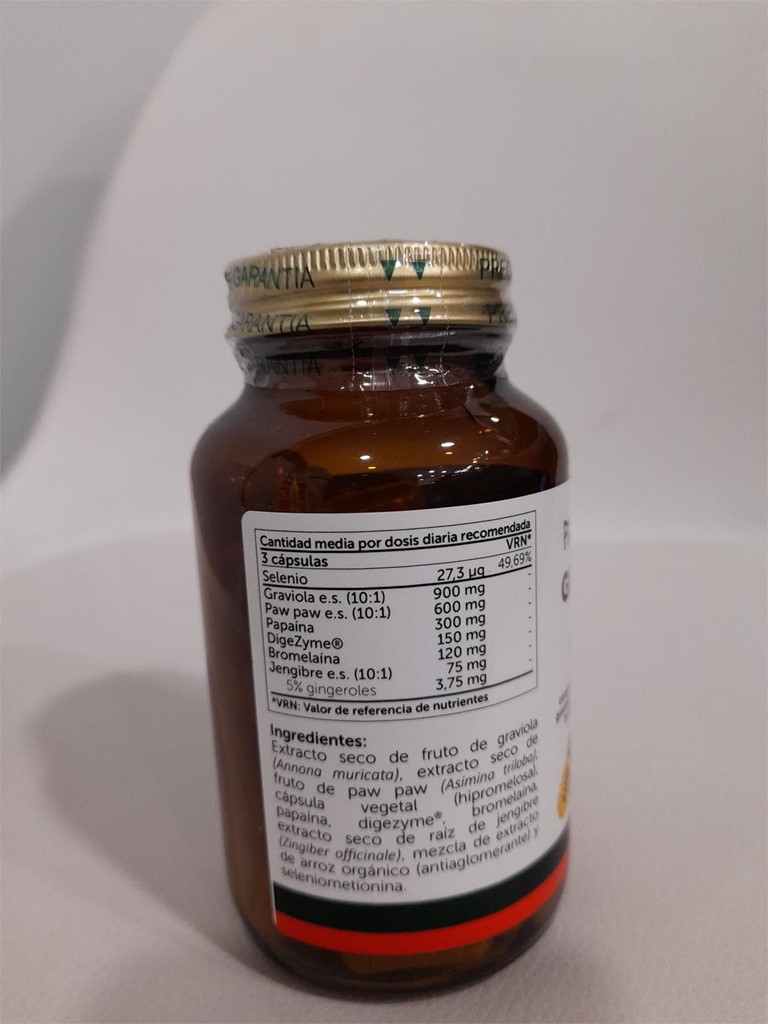 GARANTIA PRE
GARANTIA PRE
GARANTIA
Cantidad media por dosis diaria recomendada
3 cápsulas VRN*
Selenio 27,3 µg 49,69%
Graviola e.s. (10:1) 900 mg -
Paw paw e.s. (10:1) 600 mg -
Papaína 300 mg -
DigeZyme® 150 mg -
Bromelaína 120 mg -
Jengibre e.s. (10:1) 75 mg -
5% gingeroles 3,75 mg
*VRN: Valor de referencia de nutrientes
Ingredientes:
Extracto seco de fruto de graviola
(Annona muricata), extracto seco de
fruto de paw paw (Asimina triloba),
cápsula vegetal (hipromelosa),
papaína, digezyme®, bromelaína,
extracto seco de raíz de jengibre
(Zingiber officinale), mezcla de extracto
de arroz orgánico (antiaglomerante) y
seleniometionina.